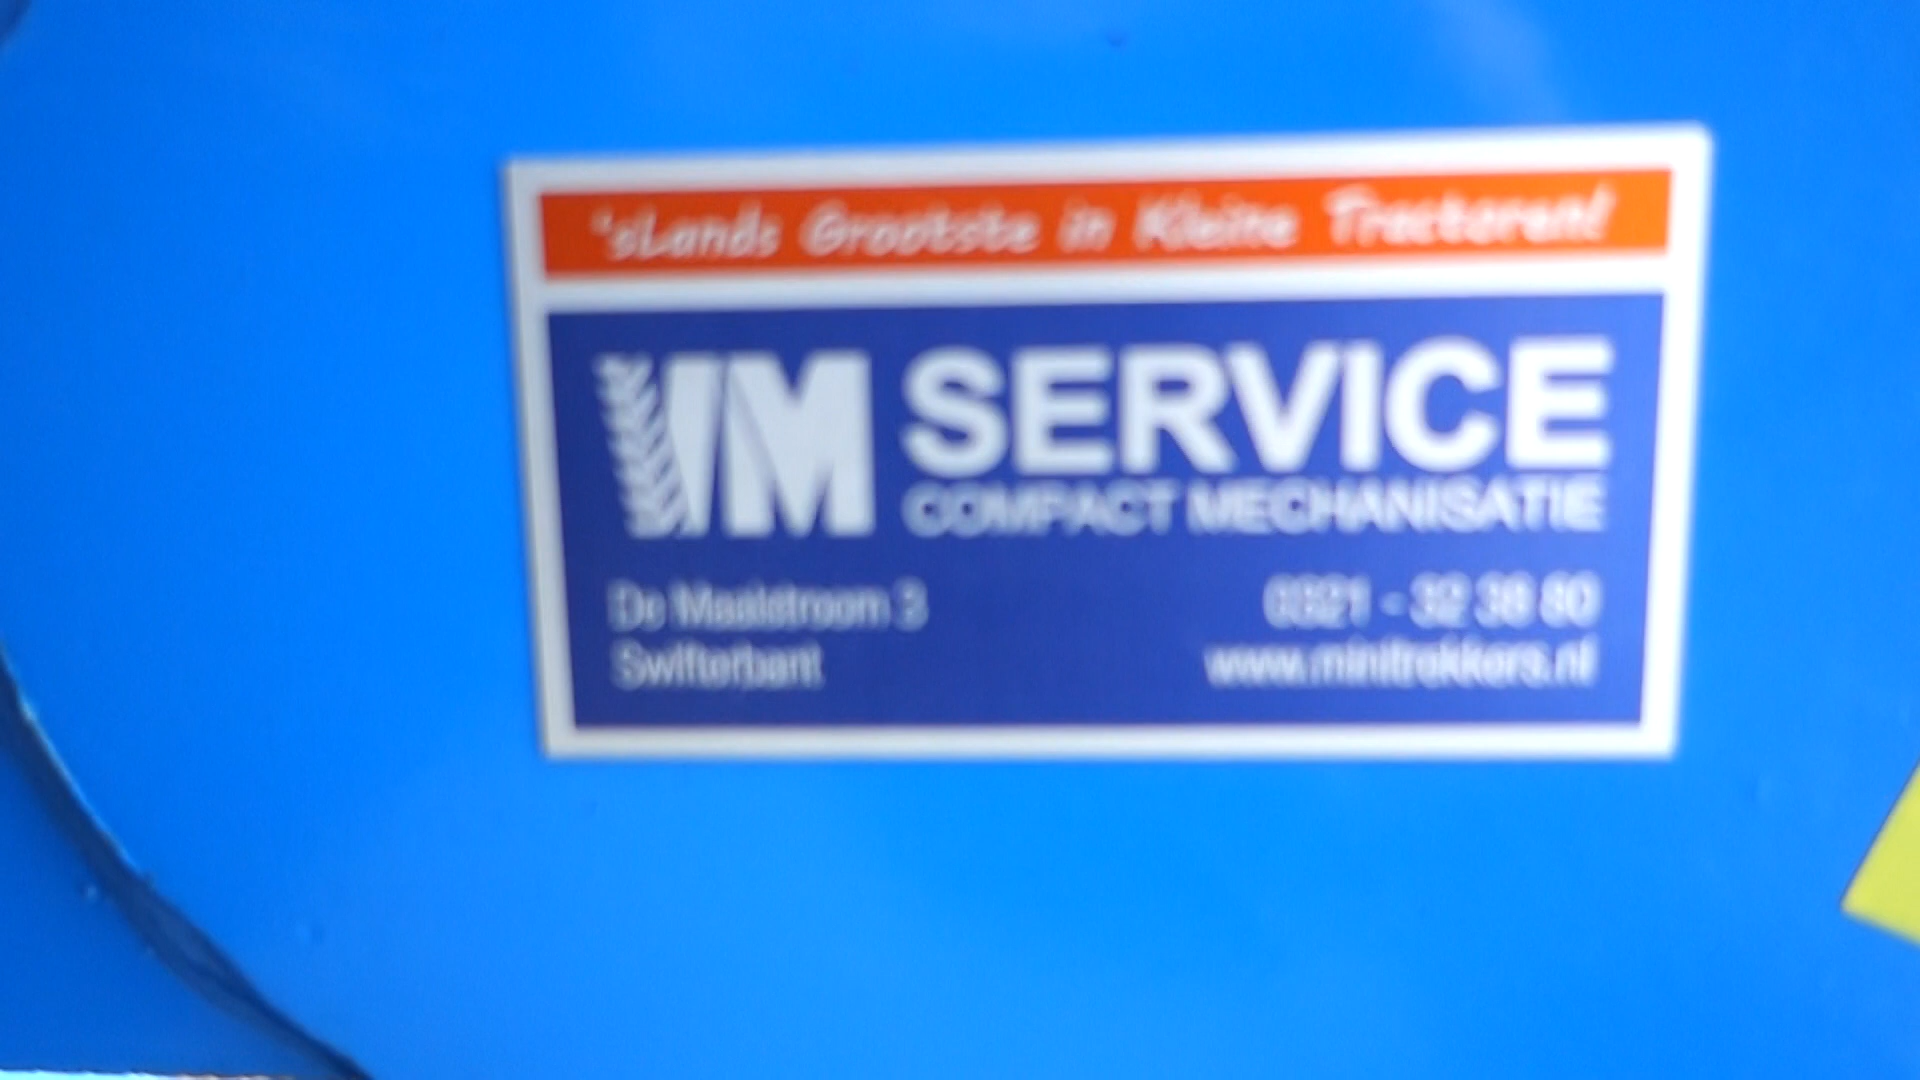 'sLands Grootste in Kleine Tractoren!
VM SERVICE
COMPACT MECHANISATIE
De Maalstroom 3
0321 - 32 38 80
Swifterbant
www.minitrekkers.nl